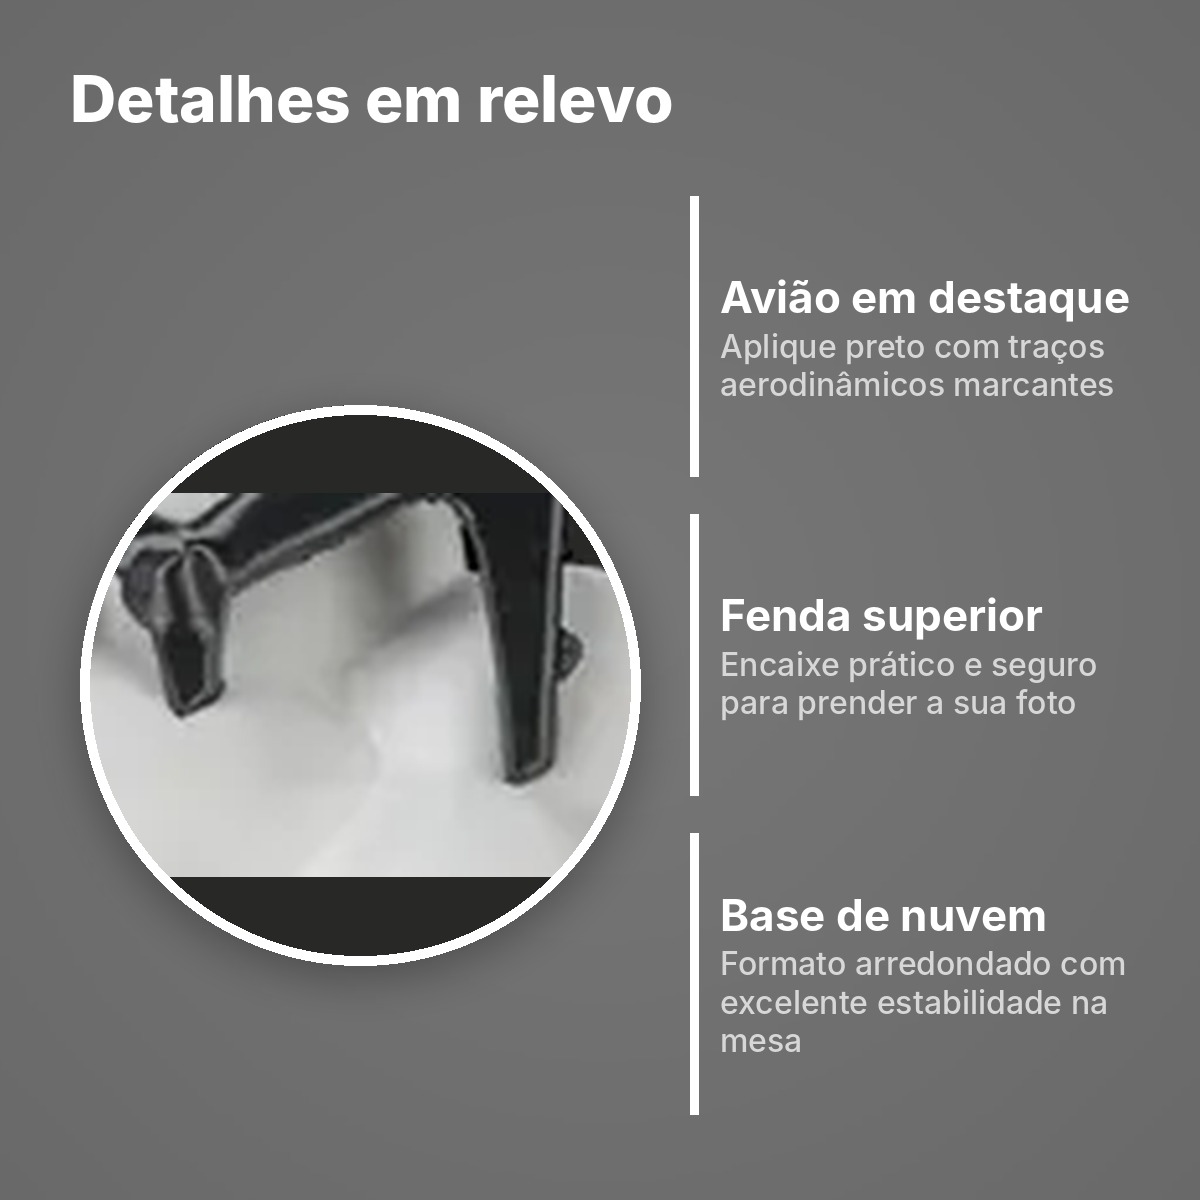 Detalhes em relevo
Avião em destaque
Aplique preto com traços
aerodinâmicos marcantes
Fenda superior
Encaixe prático e seguro
para prender a sua foto
Base de nuvem
Formato arredondado com
excelente estabilidade na
mesa